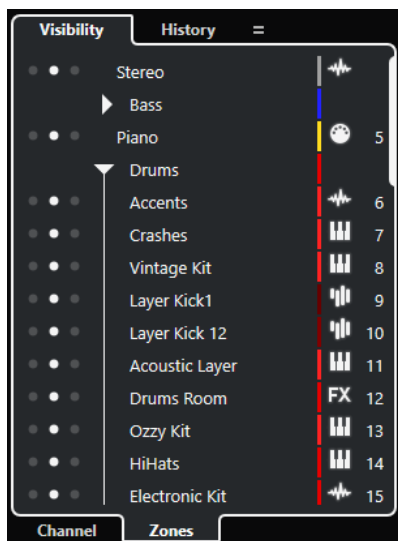 Visibility History =
Stereo
Bass
Piano 5
Drums
Accents 6
Crashes 7
Vintage Kit 8
Layer Kick1 9
Layer Kick 12 10
Acoustic Layer 11
Drums Room FX 12
Ozzy Kit 13
HiHats 14
Electronic Kit 15
Channel Zones